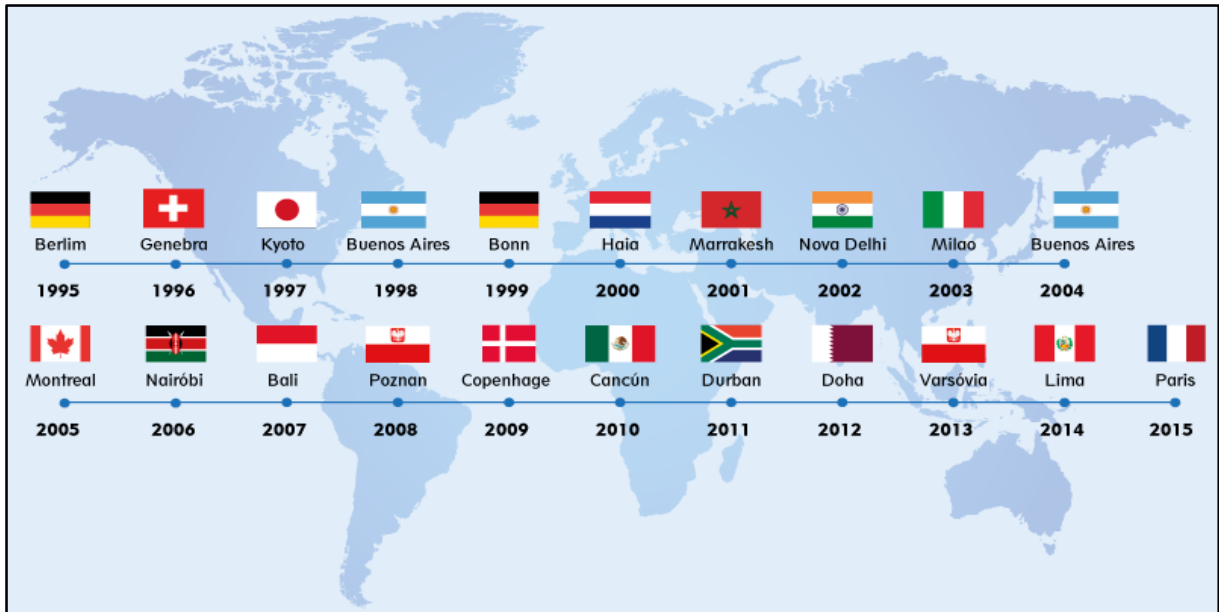 Berlim Genebra Kyoto Buenos Aires Bonn Haia Marrakesh Nova Delhi Milao Buenos Aires
1995 1996 1997 1998 1999 2000 2001 2002 2003 2004
Montreal Nairóbi Bali Poznan Copenhage Cancún Durban Doha Varsóvia Lima Paris
2005 2006 2007 2008 2009 2010 2011 2012 2013 2014 2015